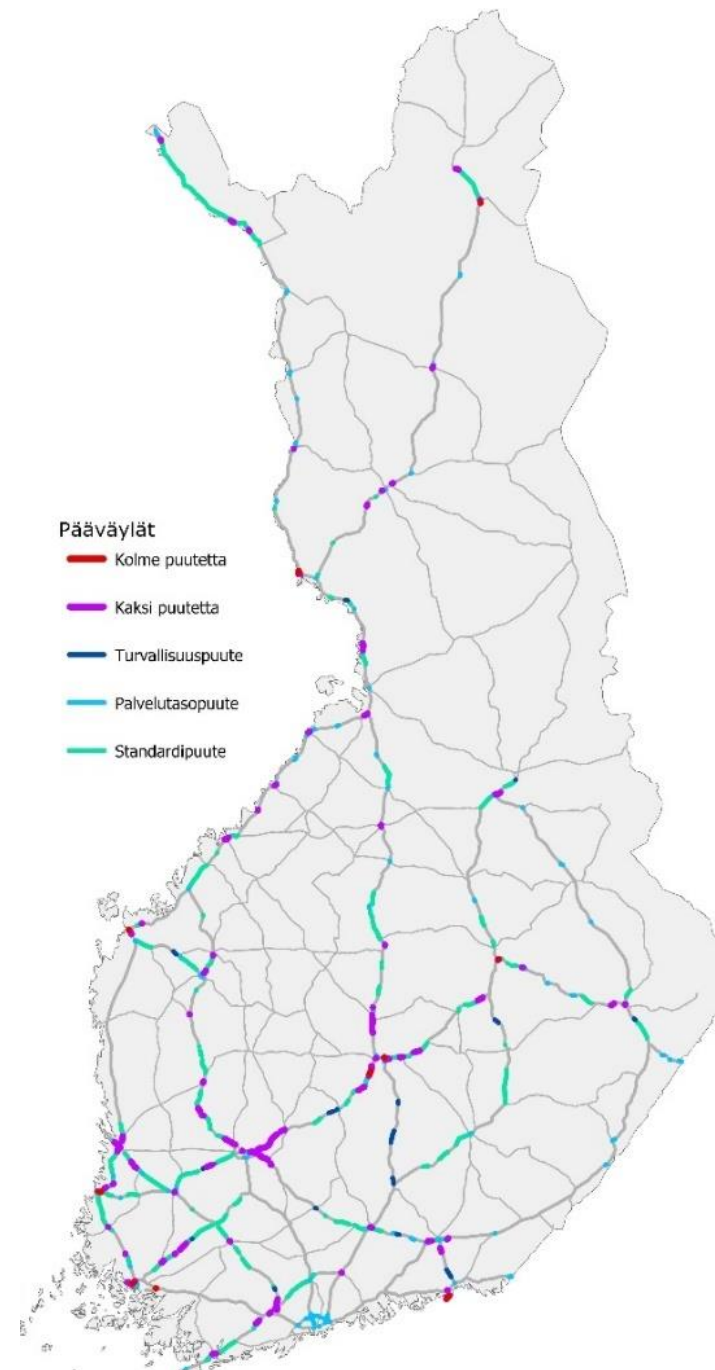 Pääväylät
Kolme puutetta
Kaksi puutetta
Turvallisuuspuute
Palvelutasopuute
Standardipuute